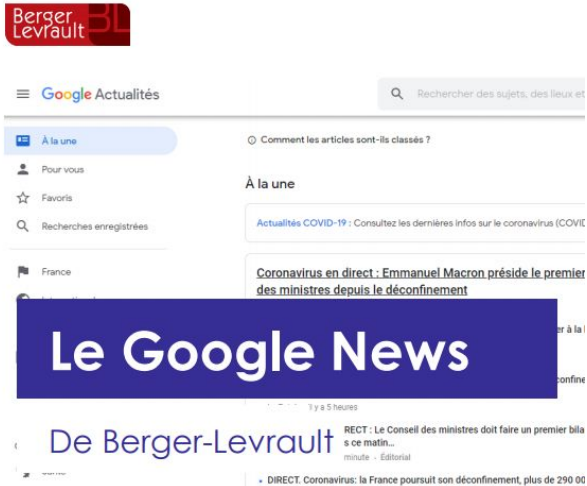 Berger
Levrault
Google Actualités
Rechercher des sujets, des lieux et
À la une
Comment les articles sont-ils classés ?
Pour vous
À la une
Favoris
Recherches enregistrées
Actualités COVID-19 : Consultez les dernières infos sur le coronavirus (COVID
France
Coronavirus en direct : Emmanuel Macron préside le premier
des ministres depuis le déconfinement
er à la
Le Google News
confine
il y a 5 heures
De Berger-Levrault
RECT : Le Conseil des ministres doit faire un premier bila
s ce matin...
minute - Éditorial
DIRECT. Coronavirus: la France poursuit son déconfinement, plus de 290 00